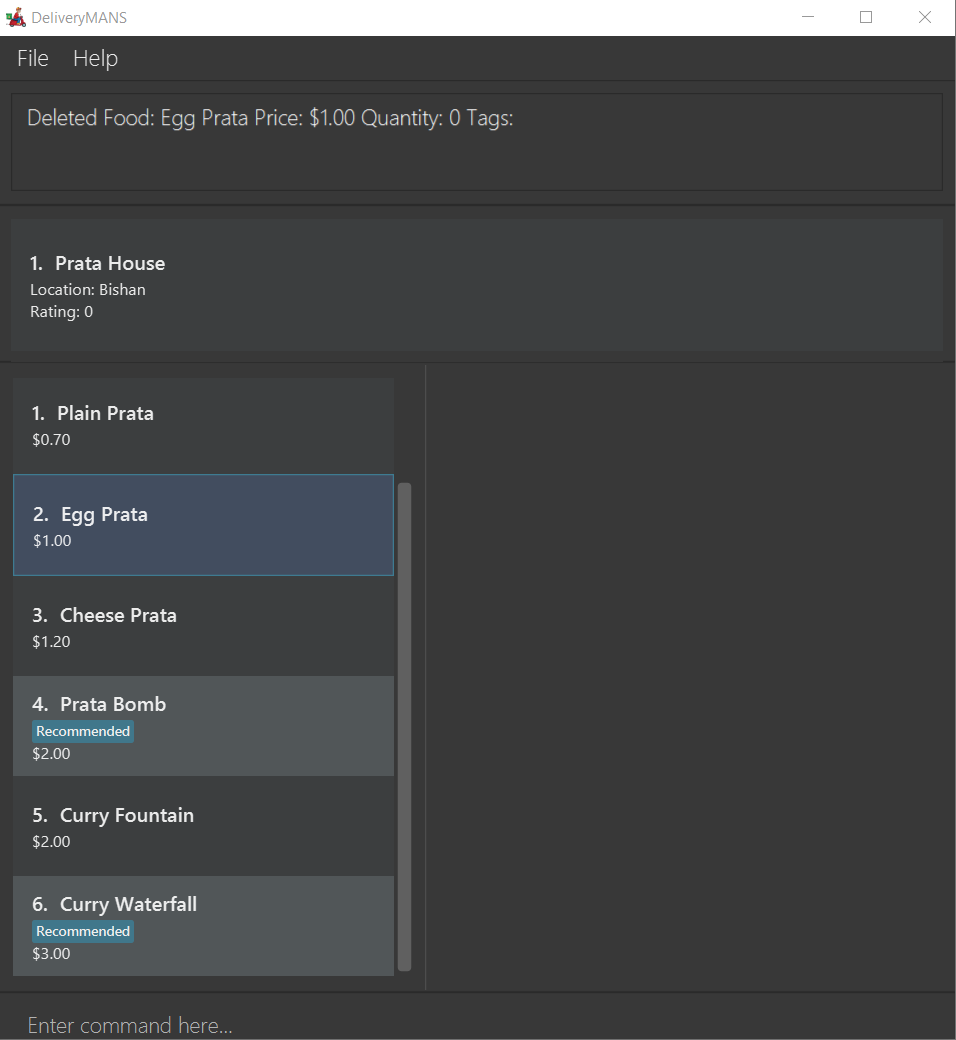 DeliveryMANS
File Help
Deleted Food: Egg Prata Price: $1.00 Quantity: 0 Tags:
1. Prata House
Location: Bishan
Rating: 0
1. Plain Prata
$0.70
2. Egg Prata
$1.00
3. Cheese Prata
$1.20
4. Prata Bomb
Recommended
$2.00
5. Curry Fountain
$2.00
6. Curry Waterfall
Recommended
$3.00
Enter command here...